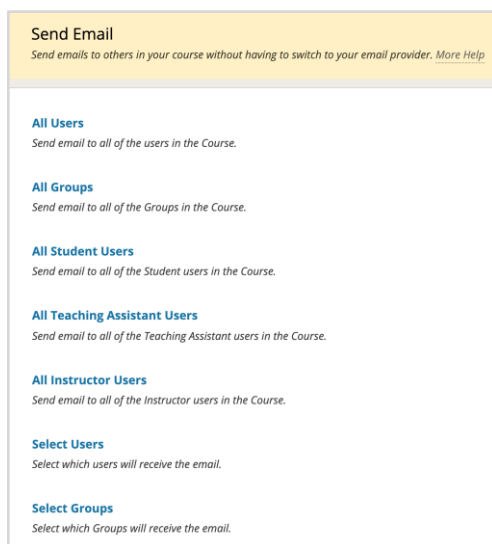 Send Email
Send emails to others in your course without having to switch to your email provider. More Help
All Users
Send email to all of the users in the Course.
All Groups
Send email to all of the Groups in the Course.
All Student Users
Send email to all of the Student users in the Course.
All Teaching Assistant Users
Send email to all of the Teaching Assistant users in the Course.
All Instructor Users
Send email to all of the Instructor users in the Course.
Select Users
Select which users will receive the email.
Select Groups
Select which Groups will receive the email.